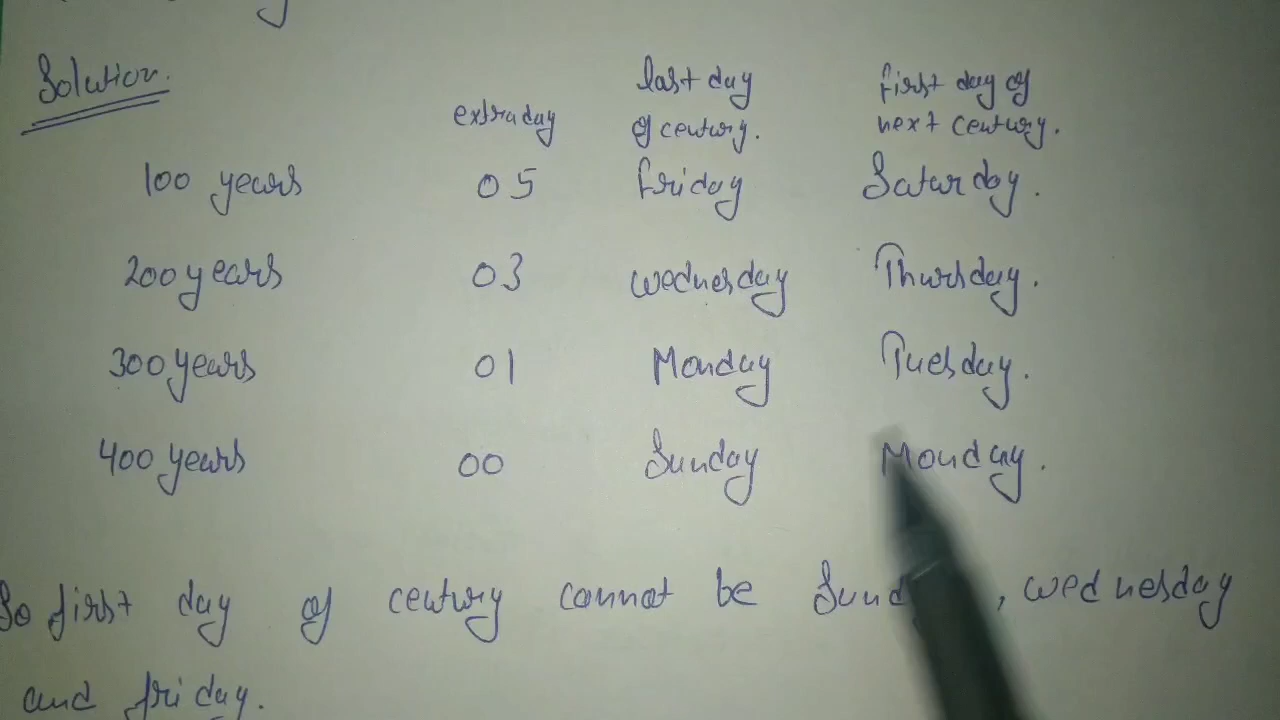 Solution.
extra day last day of century. first day of next century.
100 years 05 friday Saturday.
200 years 03 wednesday Thursday.
300 years 01 Monday Tuesday.
400 years 00 Sunday Monday.
So first day of century cannot be , wednesday
and friday.